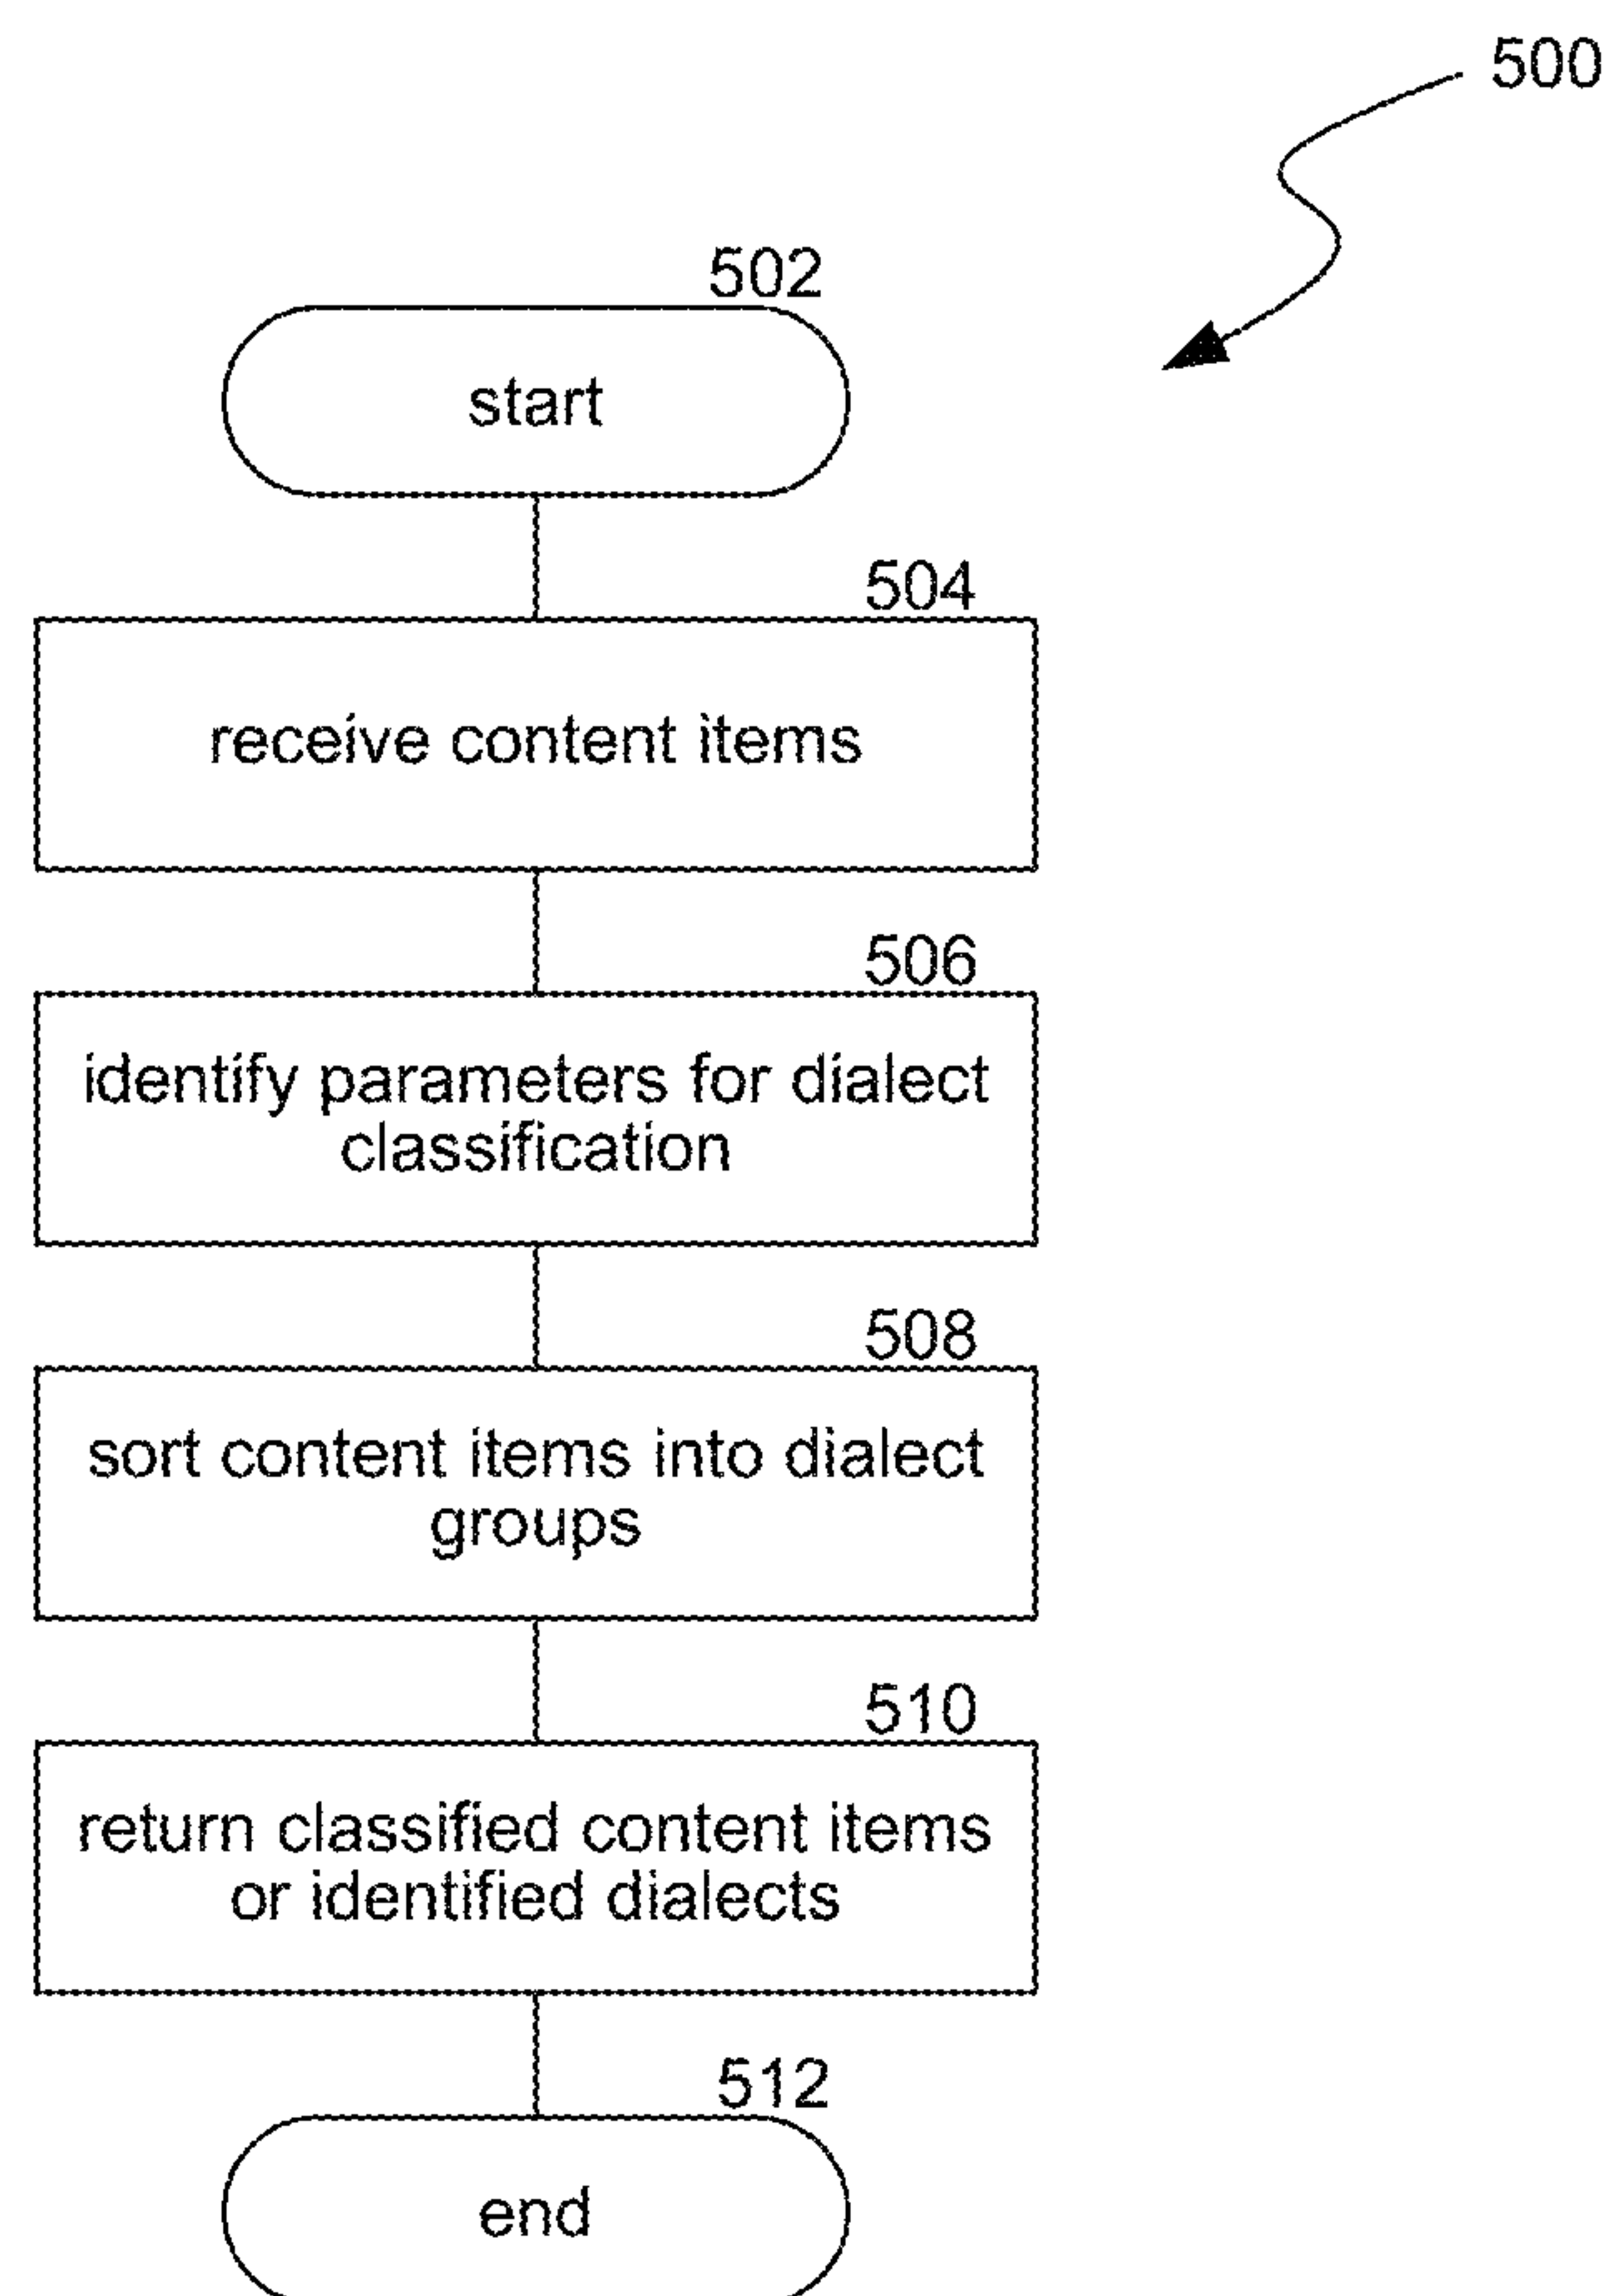 500
502
start
504
receive content items
506
identify parameters for dialect
classification
508
sort content items into dialect
groups
510
return classified content items
or identified dialects
512
end